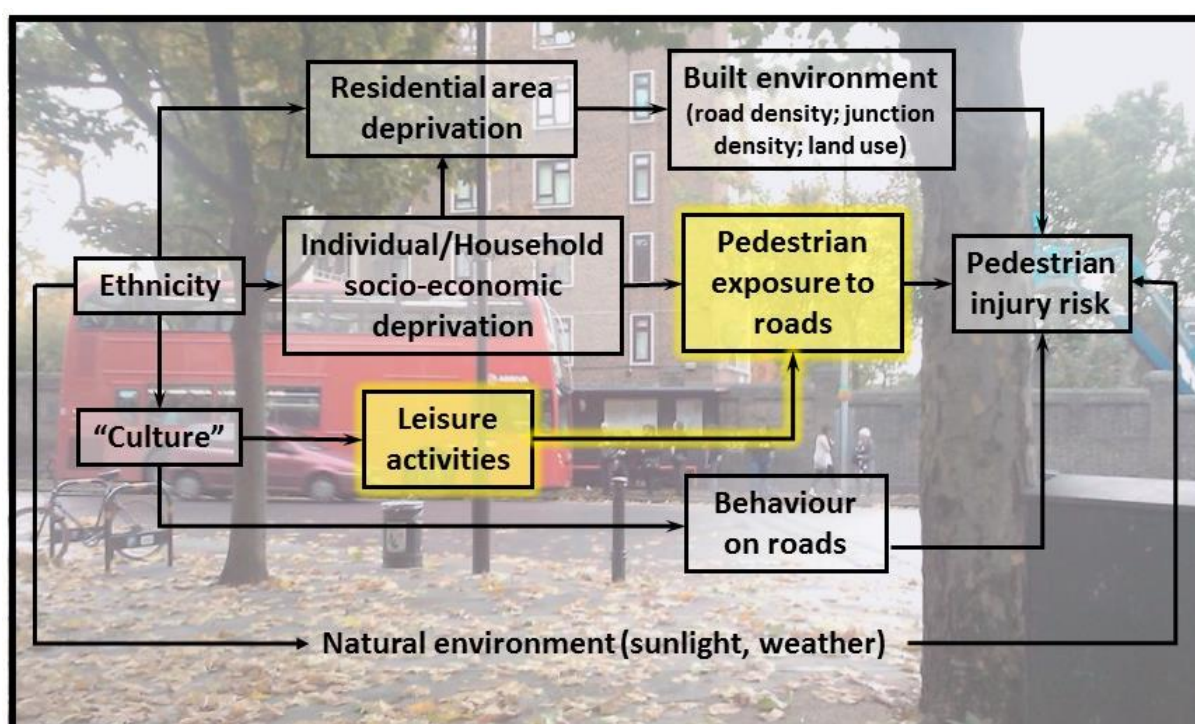 Residential area
deprivation
Built environment
(road density; junction
density; land use)
Individual/Household
socio-economic
deprivation
Pedestrian
exposure to
roads
Pedestrian
injury risk
Ethnicity
“Culture”
Leisure
activities
Behaviour
on roads
Natural environment (sunlight, weather)